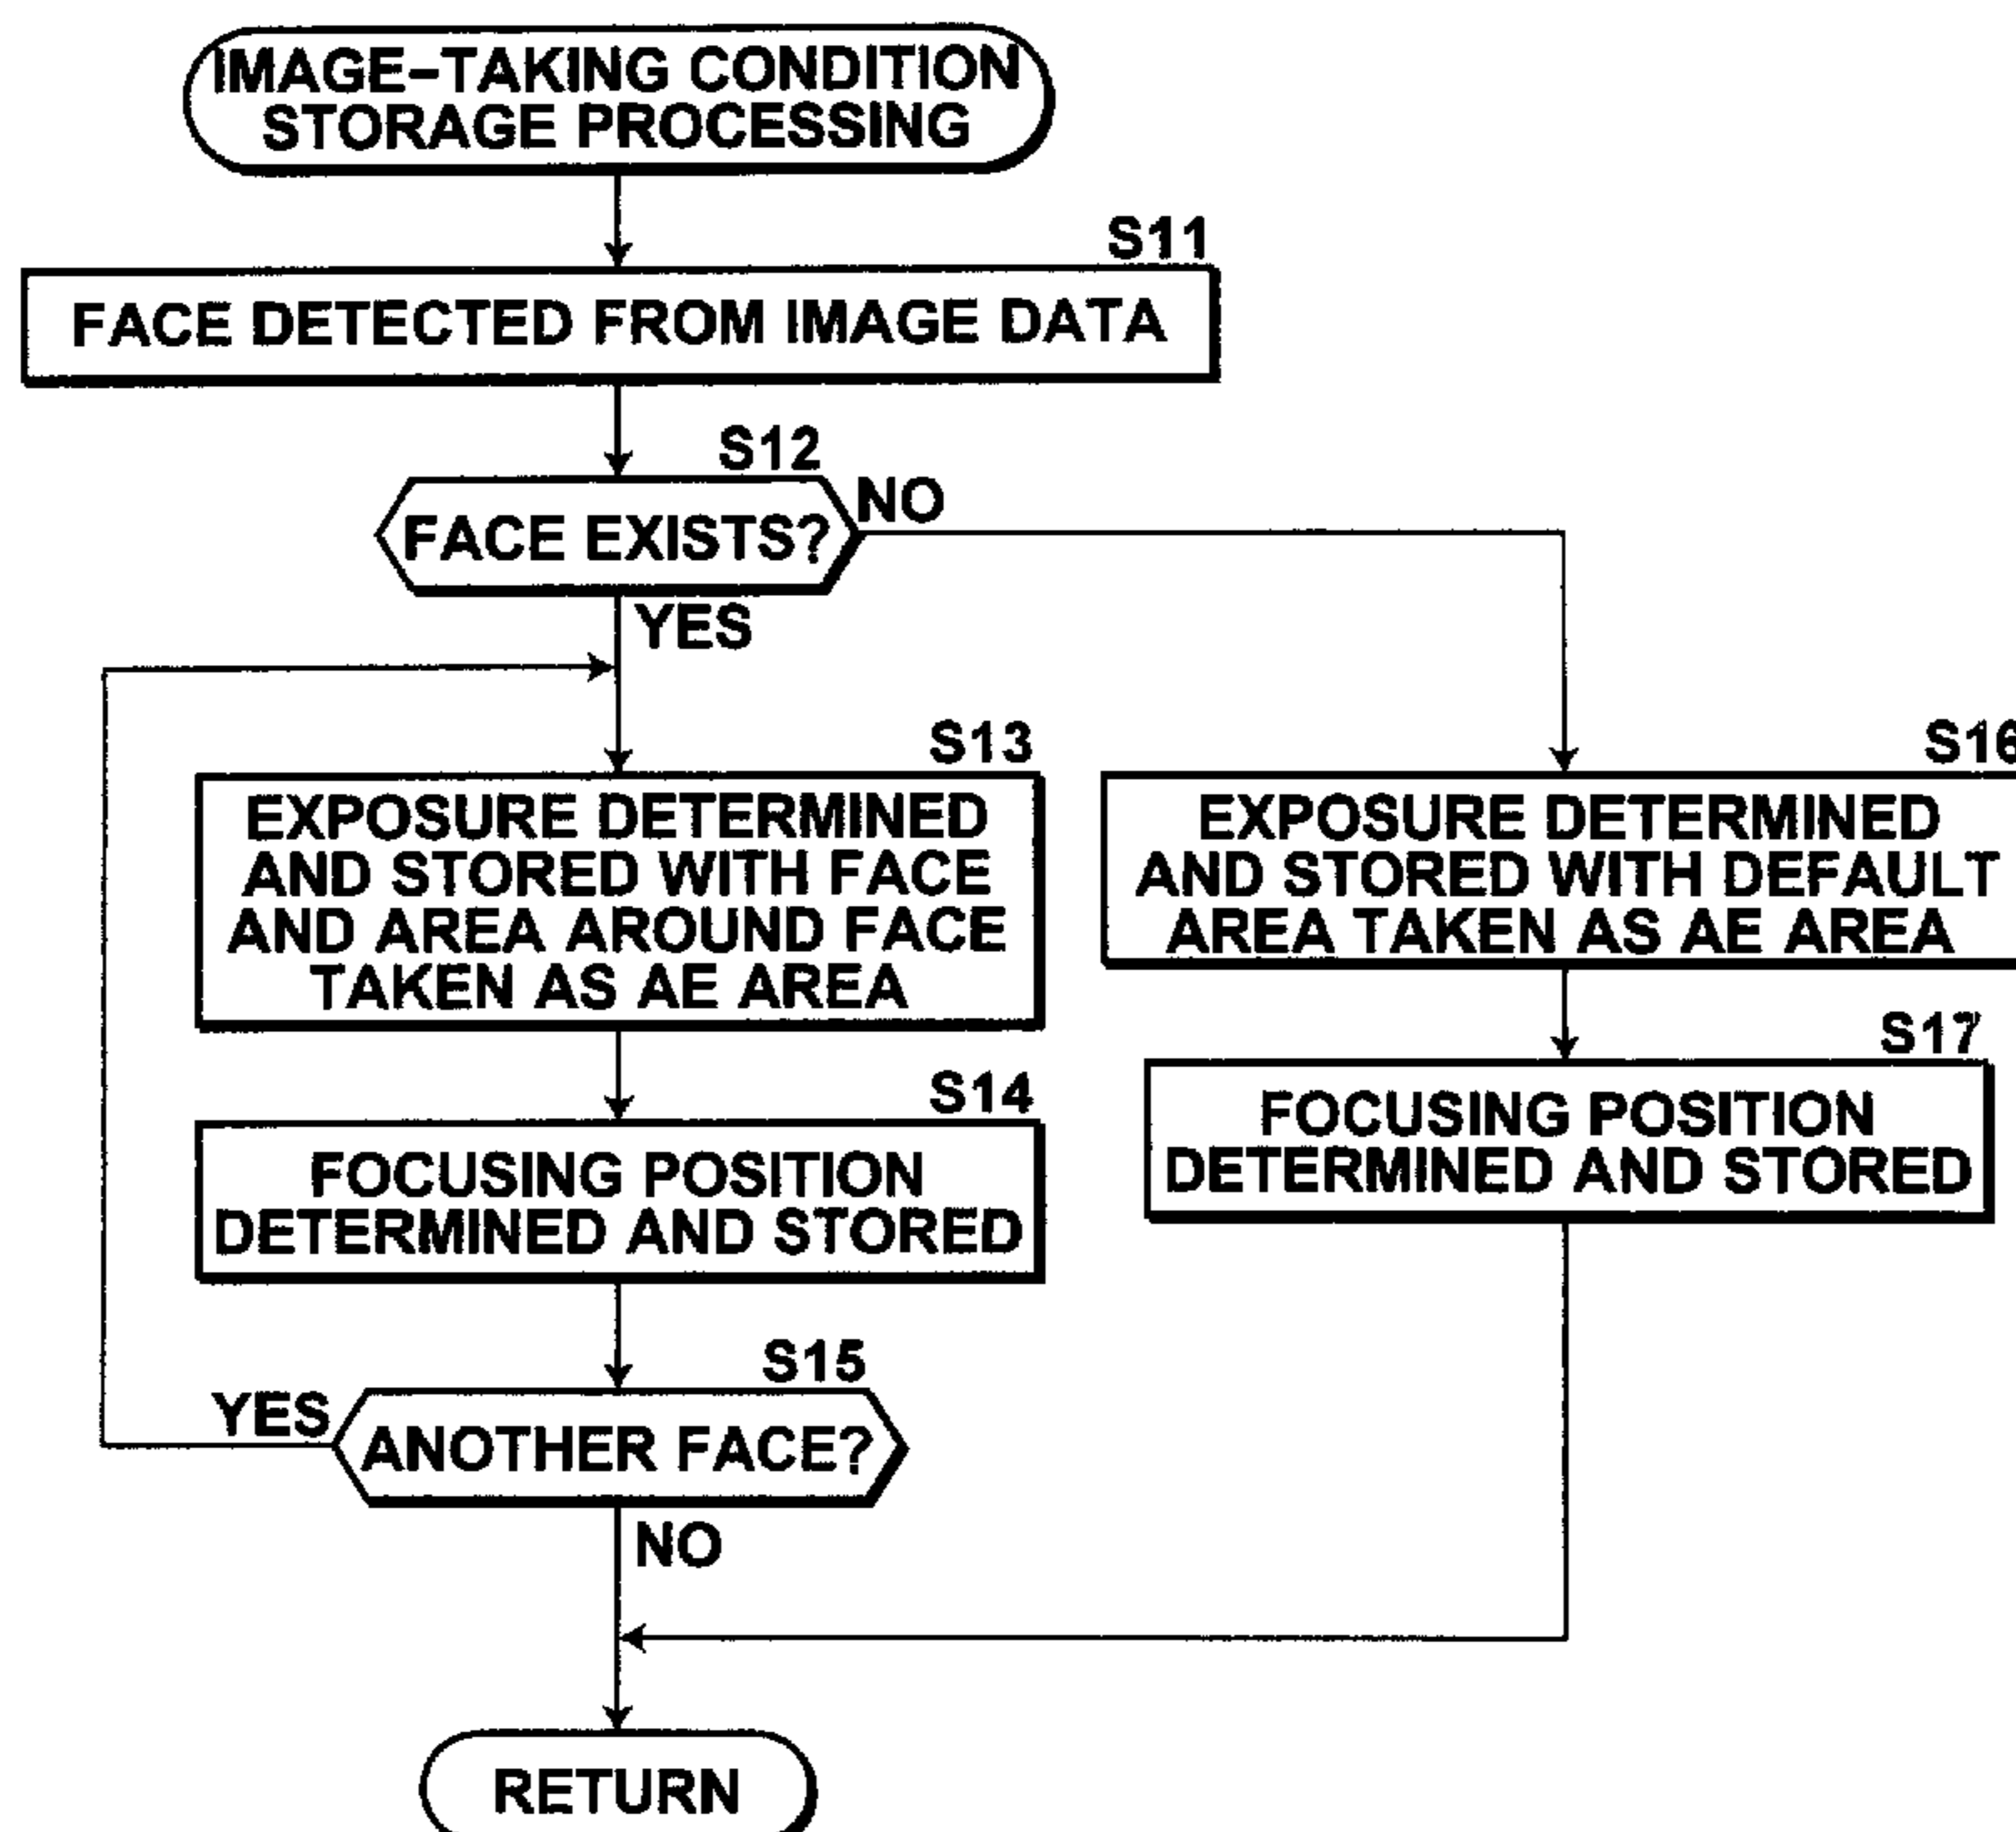 IMAGE-TAKING CONDITION
STORAGE PROCESSING
S11
FACE DETECTED FROM IMAGE DATA
S12
FACE EXISTS?
NO
YES
S13
EXPOSURE DETERMINED
AND STORED WITH FACE
AND AREA AROUND FACE
TAKEN AS AE AREA
S14
FOCUSING POSITION
DETERMINED AND STORED
S15
YES
ANOTHER FACE?
NO
S16
EXPOSURE DETERMINED
AND STORED WITH DEFAULT
AREA TAKEN AS AE AREA
S17
FOCUSING POSITION
DETERMINED AND STORED
RETURN